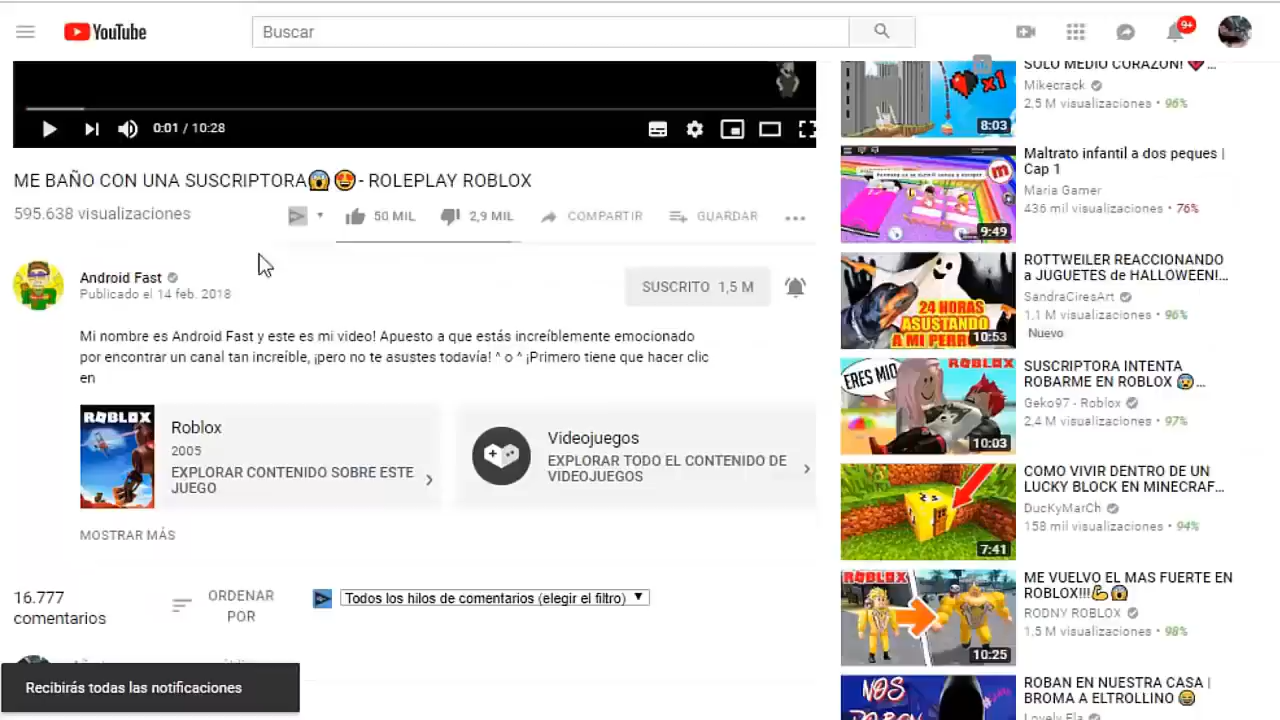 YouTube
Buscar
9+
0:01 / 10:28
ME BAÑO CON UNA SUSCRIPTORA😱😍- ROLEPLAY ROBLOX
595.638 visualizaciones
50 MIL
2,9 MIL
COMPARTIR
GUARDAR
Android Fast
Publicado el 14 feb. 2018
SUSCRITO 1,5 M
Mi nombre es Android Fast y este es mi video! Apuesto a que estás increíblemente emocionado
por encontrar un canal tan increíble, ¡pero no te asustes todavía! ^ o ^ ¡Primero tiene que hacer clic
en
ROBLOX
Roblox
2005
EXPLORAR CONTENIDO SOBRE ESTE
JUEGO
Videojuegos
EXPLORAR TODO EL CONTENIDO DE
VIDEOJUEGOS
MOSTRAR MÁS
16.777
comentarios
ORDENAR
POR
Todos los hilos de comentarios (elegir el filtro)
Recibirás todas las notificaciones
x1
8:03
SOLO MEDIO CORAZÓN! 💔...
Mikecrack
2,5 M visualizaciones • 96%
9:49
Maltrato infantil a dos peques |
Cap 1
Maria Gamer
436 mil visualizaciones • 76%
24 HORAS
ASUSTANDO
A MI PERRO
10:53
ROTTWEILER REACCIONANDO
a JUGUETES de HALLOWEEN!...
SandraCiresArt
1,1 M visualizaciones • 96%
Nuevo
ERES MIO
ROBLOX
10:03
SUSCRIPTORA INTENTA
ROBARME EN ROBLOX 😰...
Geko97 - Roblox
2,4 M visualizaciones • 97%
7:41
COMO VIVIR DENTRO DE UN
LUCKY BLOCK EN MINECRAF...
DucKyMarCh
158 mil visualizaciones • 94%
ROBLOX
10:25
ME VUELVO EL MAS FUERTE EN
ROBLOX!!!💪😱
RODNY ROBLOX
1,5 M visualizaciones • 98%
NOS
ROBAN EN NUESTRA CASA |
BROMA A ELTROLLINO 😂
Lovely Ela